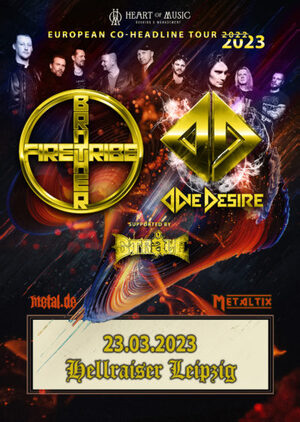 HEART OF MUSIC
BOOKING & MANAGEMENT
EUROPEAN CO-HEADLINE TOUR 2022 2023
BROTHER
FIRETRIBE
ONE DESIRE
SUPPORTED BY
metal.de
METALTIX
23.03.2023
Hellraiser Leipzig